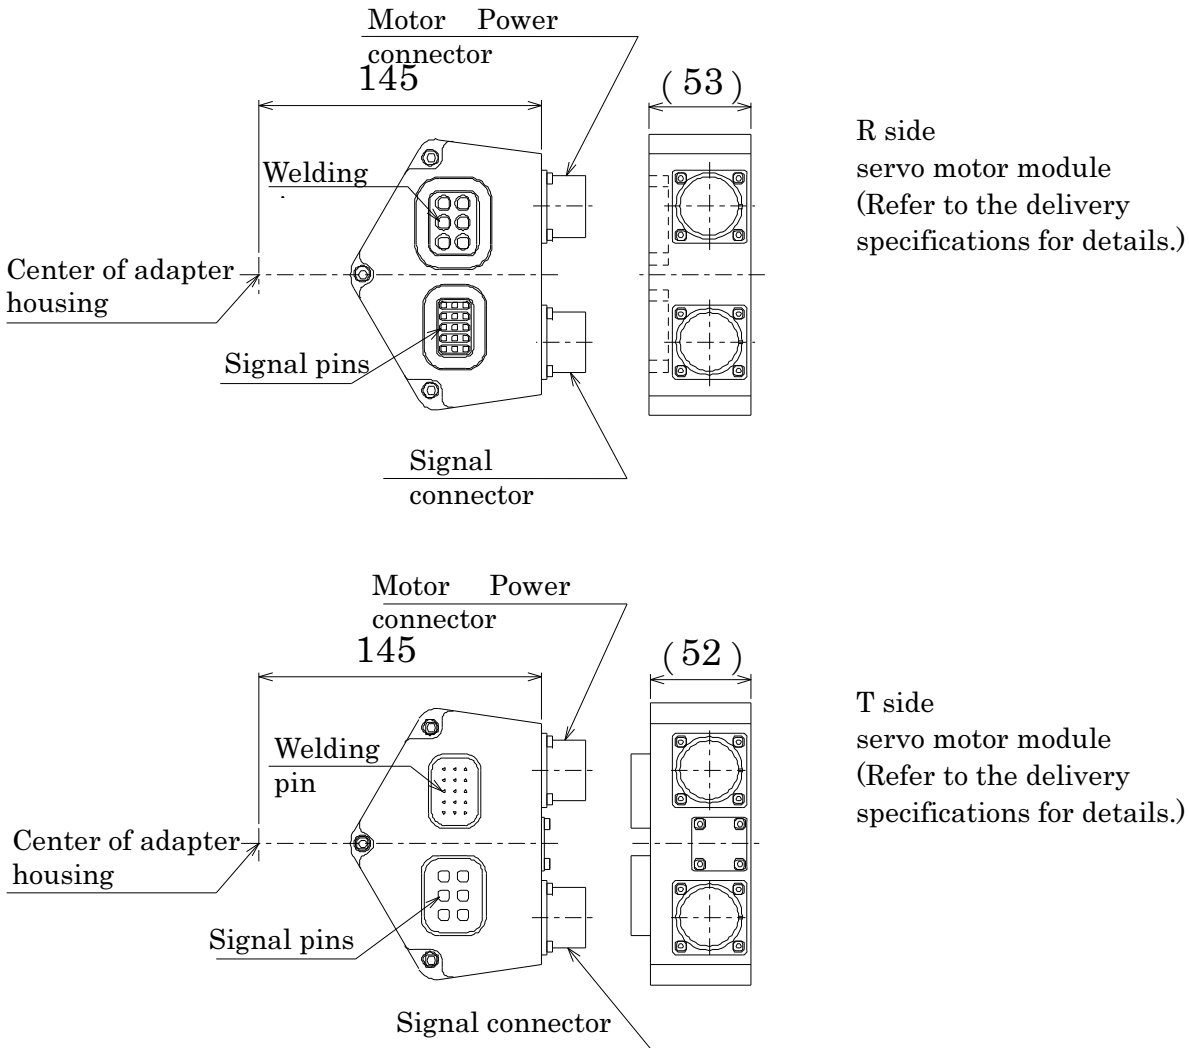 Motor Power
connector
145
(53)
R side
servo motor module
(Refer to the delivery
specifications for details.)
Welding
Center of adapter
housing
Signal pins
Signal
connector
Motor Power
connector
145
(52)
T side
servo motor module
(Refer to the delivery
specifications for details.)
Welding
pin
Center of adapter
housing
Signal pins
Signal connector